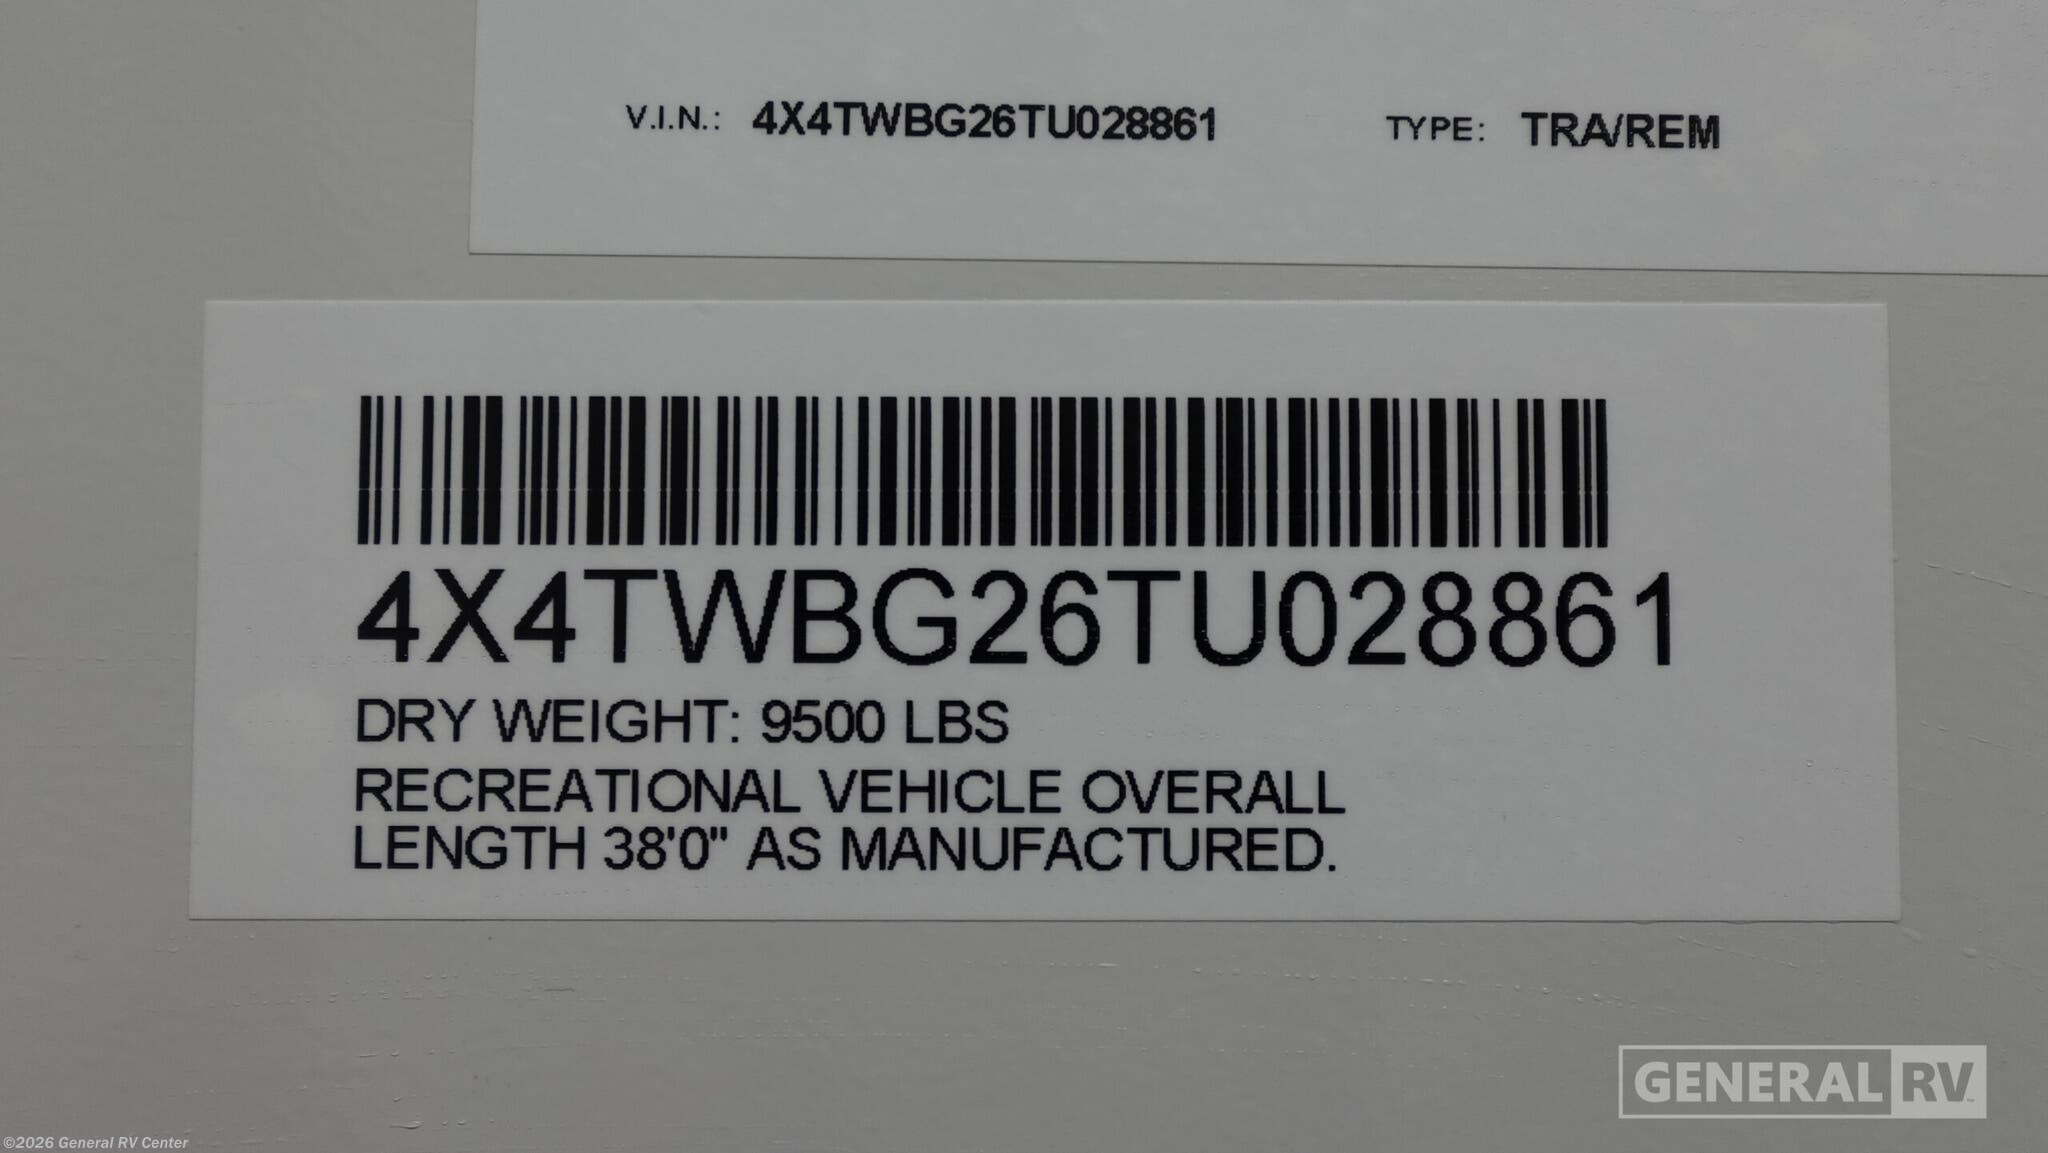 V.I.N.: 4X4TWBG26TU028861 TYPE: TRA/REM
4X4TWBG26TU028861
DRY WEIGHT: 9500 LBS
RECREATIONAL VEHICLE OVERALL
LENGTH 38'0" AS MANUFACTURED.
GENERAL RV
©2026 General RV Center